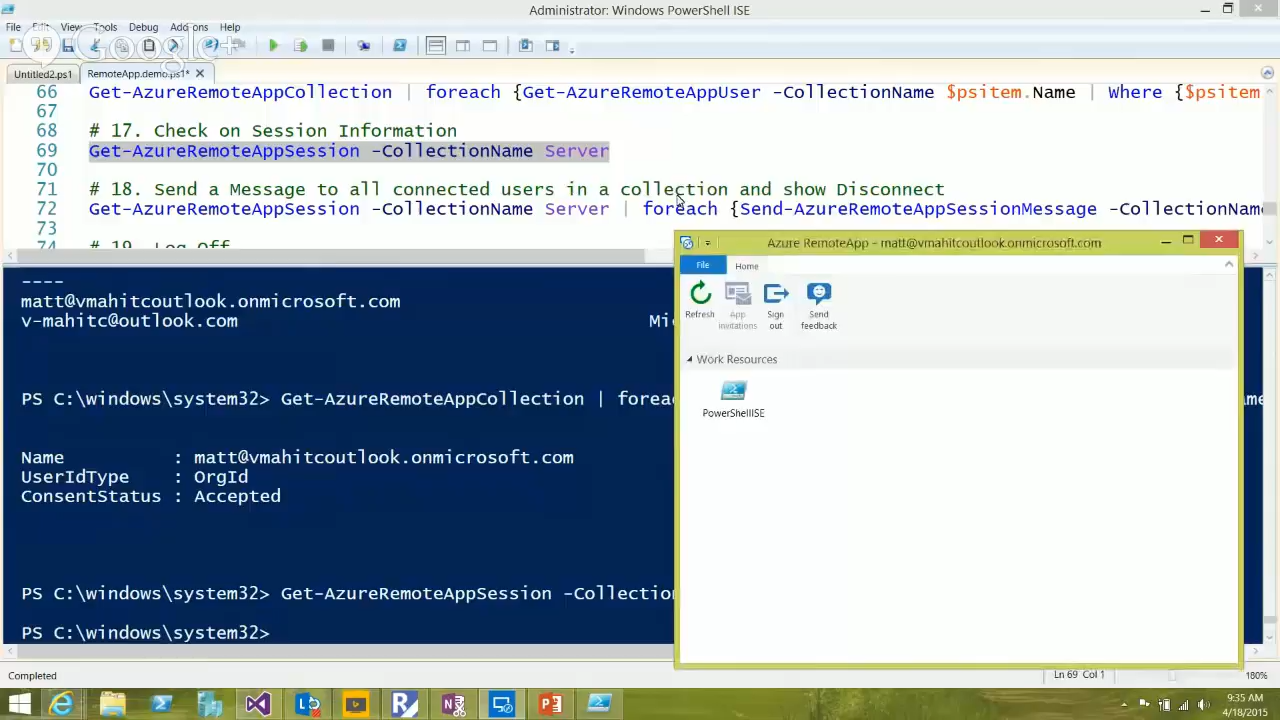 Administrator: Windows PowerShell ISE
File Edit View Tools Debug Add-ons Help
Google+
Untitled2.ps1 RemoteApp.demo.ps1*
66 Get-AzureRemoteAppCollection | foreach {Get-AzureRemoteAppUser -CollectionName $psitem.Name | Where {$psitem
67
68 # 17. Check on Session Information
69 Get-AzureRemoteAppSession -CollectionName Server
70
71 # 18. Send a Message to all connected users in a collection and show Disconnect
72 Get-AzureRemoteAppSession -CollectionName Server | foreach {Send-AzureRemoteAppSessionMessage -CollectionName
73
74 # 19. Log Off
----
matt@vmahitcoutlook.onmicrosoft.com
v-mahitc@outlook.com Mi
PS C:\windows\system32> Get-AzureRemoteAppCollection | forea
Name : matt@vmahitcoutlook.onmicrosoft.com
UserIdType : OrgId
ConsentStatus : Accepted
PS C:\windows\system32> Get-AzureRemoteAppSession -Collection
PS C:\windows\system32>
Azure RemoteApp - matt@vmahitcoutlook.onmicrosoft.com
File Home
Refresh App invitations Sign out Send feedback
Work Resources
PowerShellISE
Completed Ln 69 Col 1 180%
9:35 AM
4/18/2015